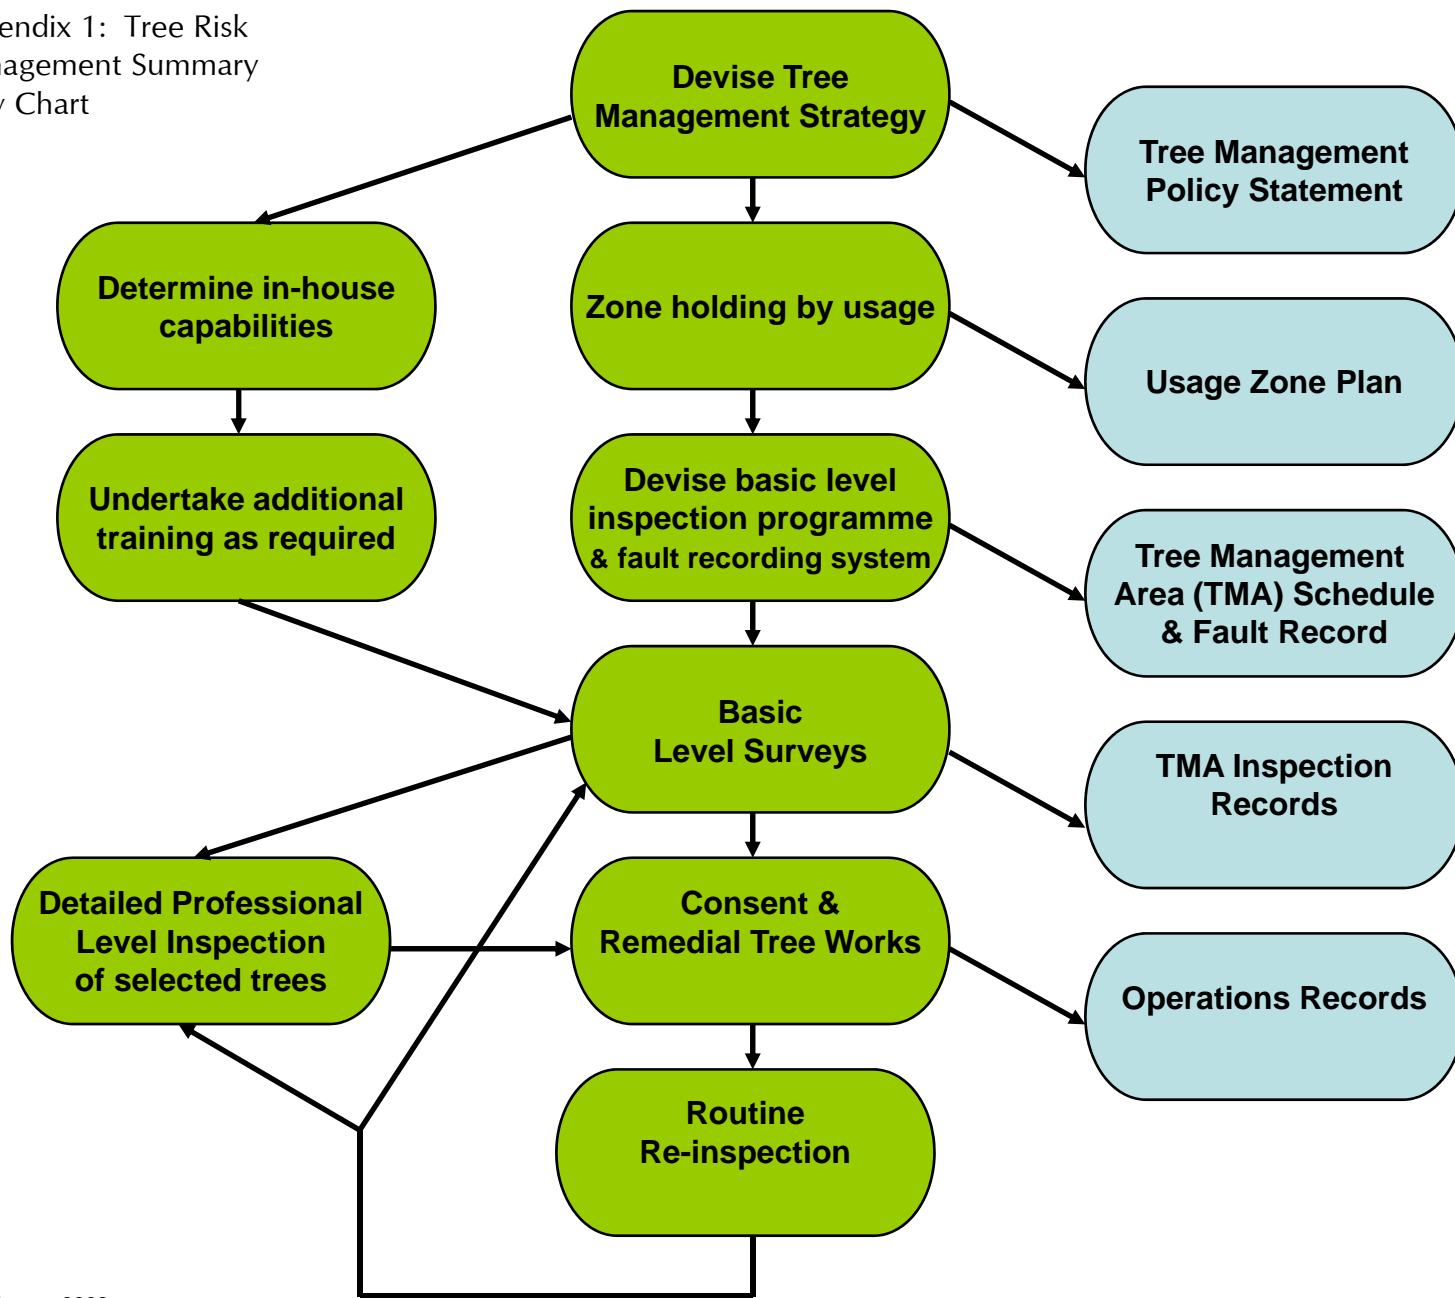 endix 1: Tree Risk
nagement Summary
Chart
Devise Tree
Management Strategy
Tree Management
Policy Statement
Determine in-house
capabilities
Zone holding by usage
Usage Zone Plan
Undertake additional
training as required
Devise basic level
inspection programme
& fault recording system
Tree Management
Area (TMA) Schedule
& Fault Record
Basic
Level Surveys
TMA Inspection
Records
Detailed Professional
Level Inspection
of selected trees
Consent &
Remedial Tree Works
Operations Records
Routine
Re-inspection